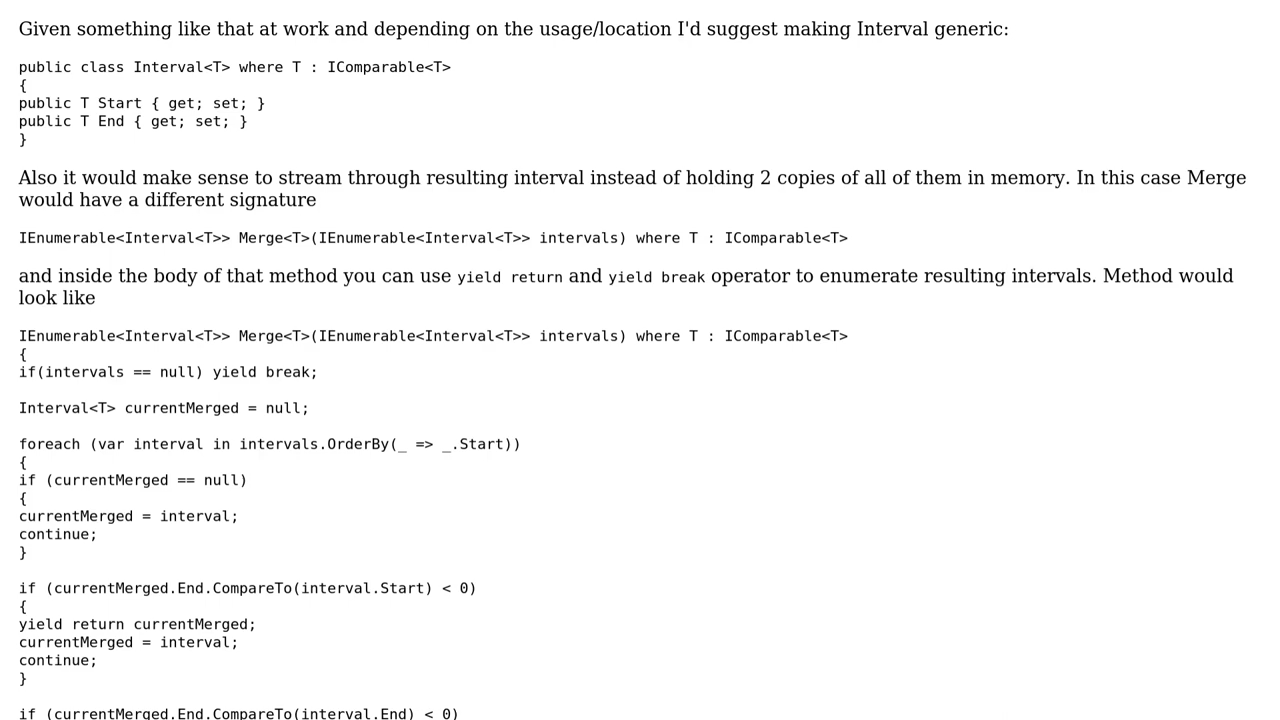 Given something like that at work and depending on the usage/location I'd suggest making Interval generic:
public class Interval<T> where T : IComparable<T>
{
public T Start { get; set; }
public T End { get; set; }
}
Also it would make sense to stream through resulting interval instead of holding 2 copies of all of them in memory. In this case Merge
would have a different signature
IEnumerable<Interval<T>> Merge<T>(IEnumerable<Interval<T>> intervals) where T : IComparable<T>
and inside the body of that method you can use yield return and yield break operator to enumerate resulting intervals. Method would
look like
IEnumerable<Interval<T>> Merge<T>(IEnumerable<Interval<T>> intervals) where T : IComparable<T>
{
if(intervals == null) yield break;
Interval<T> currentMerged = null;
foreach (var interval in intervals.OrderBy(_ => _.Start))
{
if (currentMerged == null)
{
currentMerged = interval;
continue;
}
if (currentMerged.End.CompareTo(interval.Start) < 0)
{
yield return currentMerged;
currentMerged = interval;
continue;
}
if (currentMerged.End.CompareTo(interval.End) < 0)